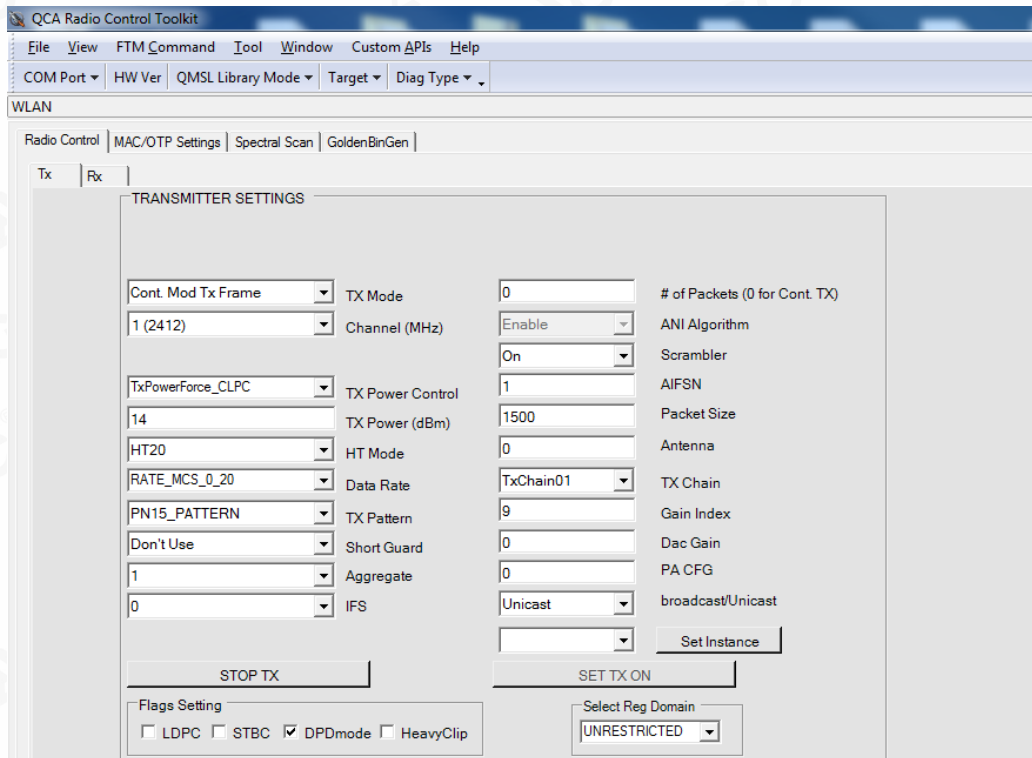 QCA Radio Control Toolkit
File View FTM Command Tool Window Custom APIs Help
COM Port HW Ver QMSL Library Mode Target Diag Type
WLAN
Radio Control MAC/OTP Settings Spectral Scan GoldenBinGen
Tx Rx
TRANSMITTER SETTINGS
Cont. Mod Tx Frame TX Mode 0 # of Packets (0 for Cont. TX)
1 (2412) Channel (MHz) Enable ANI Algorithm
On Scrambler
TxPowerForce_CLPC TX Power Control 1 AIFSN
14 TX Power (dBm) 1500 Packet Size
HT20 HT Mode 0 Antenna
RATE_MCS_0_20 Data Rate TxChain01 TX Chain
PN15_PATTERN TX Pattern 9 Gain Index
Don't Use Short Guard 0 Dac Gain
1 Aggregate 0 PA CFG
0 IFS Unicast broadcast/Unicast
Set Instance
STOP TX SET TX ON
Flags Setting Select Reg Domain
LDPC STBC DPDmode HeavyClip UNRESTRICTED